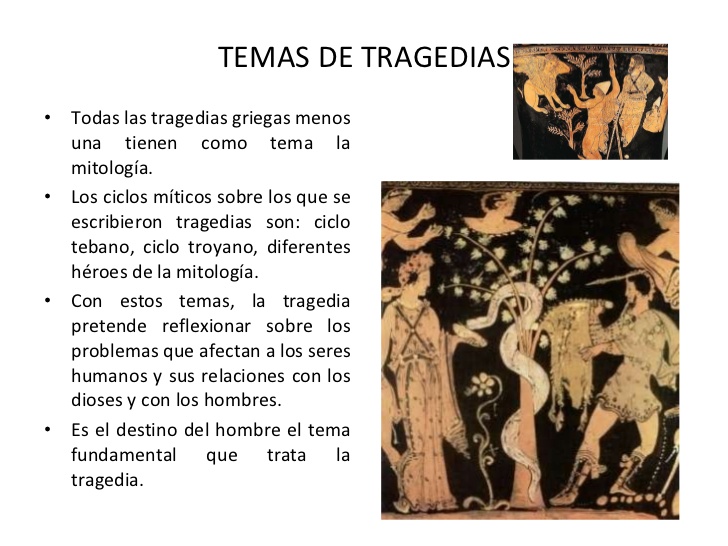 TEMAS DE TRAGEDIAS
• Todas las tragedias griegas menos
una tienen como tema la
mitología.
• Los ciclos míticos sobre los que se
escribieron tragedias son: ciclo
tebano, ciclo troyano, diferentes
héroes de la mitología.
• Con estos temas, la tragedia
pretende reflexionar sobre los
problemas que afectan a los seres
humanos y sus relaciones con los
dioses y con los hombres.
• Es el destino del hombre el tema
fundamental que trata la
tragedia.